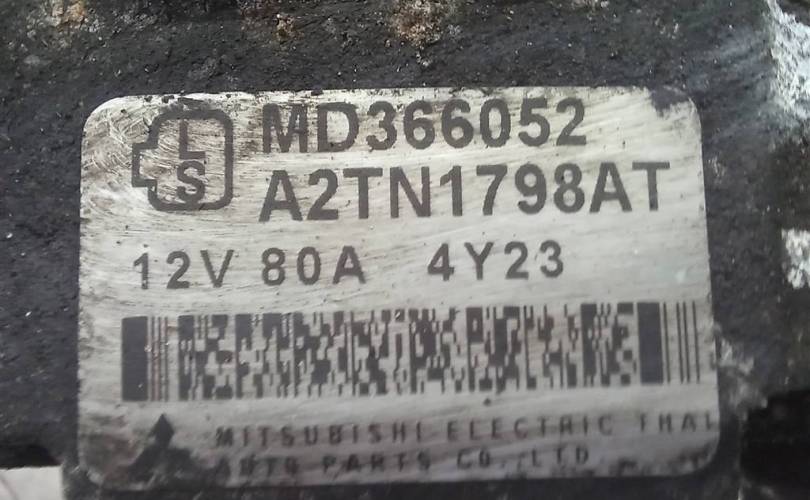 L
S
MD366052
A2TN1798AT
12V 80A 4Y23
MITSUBISHI ELECTRIC THAI
AUTO PARTS CO.,LTD